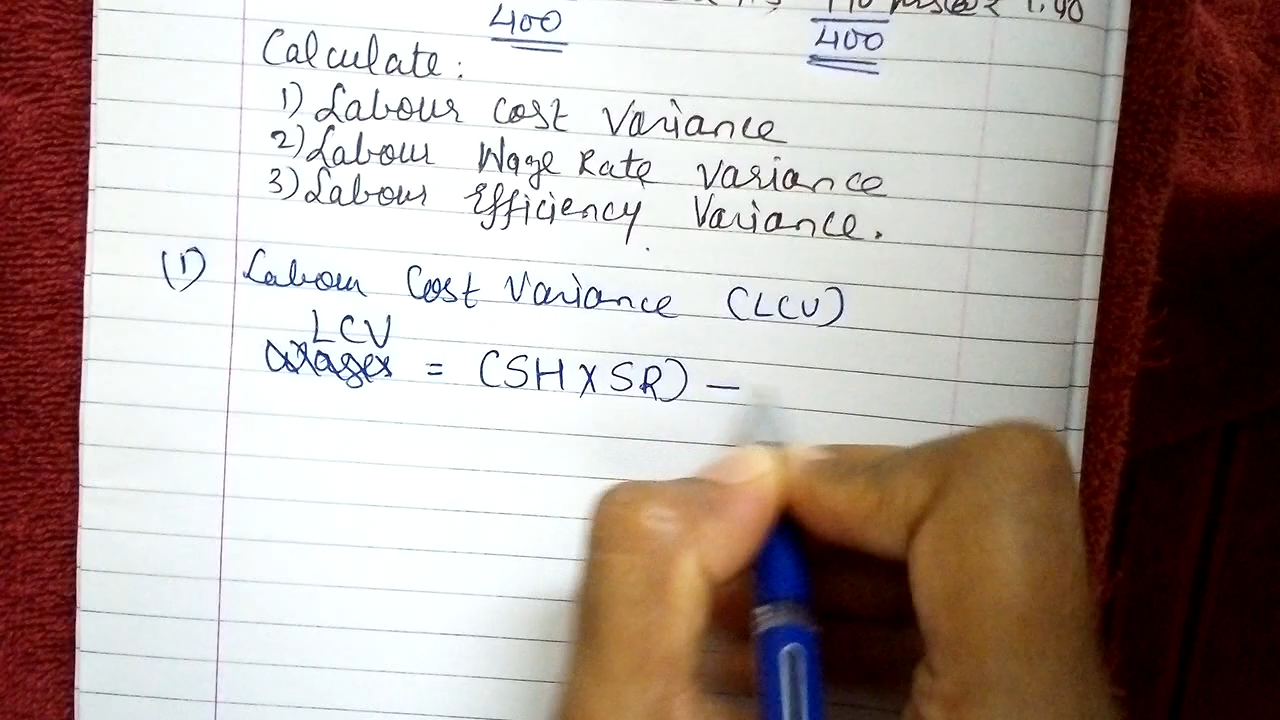 400
400
Calculate:
1) Labour Cost Variance
2) Labour Wage Rate Variance
3) Labour Efficiency Variance.
(1) Labour Cost Variance (LCV)
LCV
= (SH X SR) –